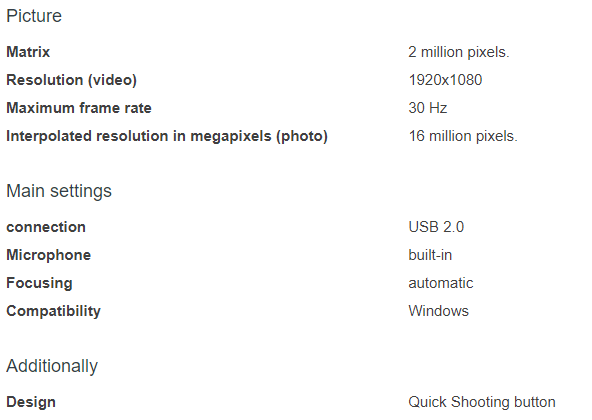 Picture
Matrix 2 million pixels.
Resolution (video) 1920x1080
Maximum frame rate 30 Hz
Interpolated resolution in megapixels (photo) 16 million pixels.
Main settings
connection USB 2.0
Microphone built-in
Focusing automatic
Compatibility Windows
Additionally
Design Quick Shooting button